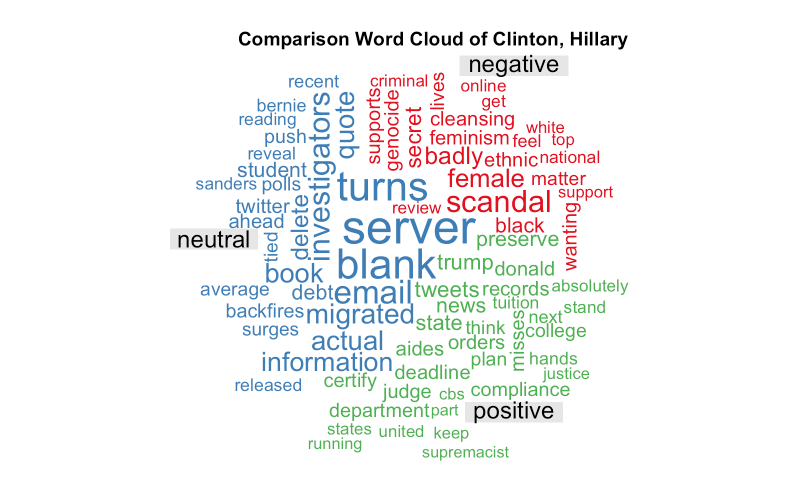 Comparison Word Cloud of Clinton, Hillary
negative
recent
criminal
lives
online
supports
genocide
quote
investigators
get
bernie
secret
cleansing
reading
push
feminism
white
feel
top
reveal
badly
ethnic
national
student
sanders
polls
turns
female
matter
support
delete
twitter
review
scandal
ahead
server
black
wanting
neutral
tied
preserve
book
blank
trump
donald
average
debt
email
tweets
records
absolutely
backfires
migrated
news
tuition
stand
surges
state
think
next
college
misses
actual
aides
orders
information
plan
hands
released
certify
deadline
justice
judge
cbs
compliance
department
part
positive
states
united
keep
running
supremacist